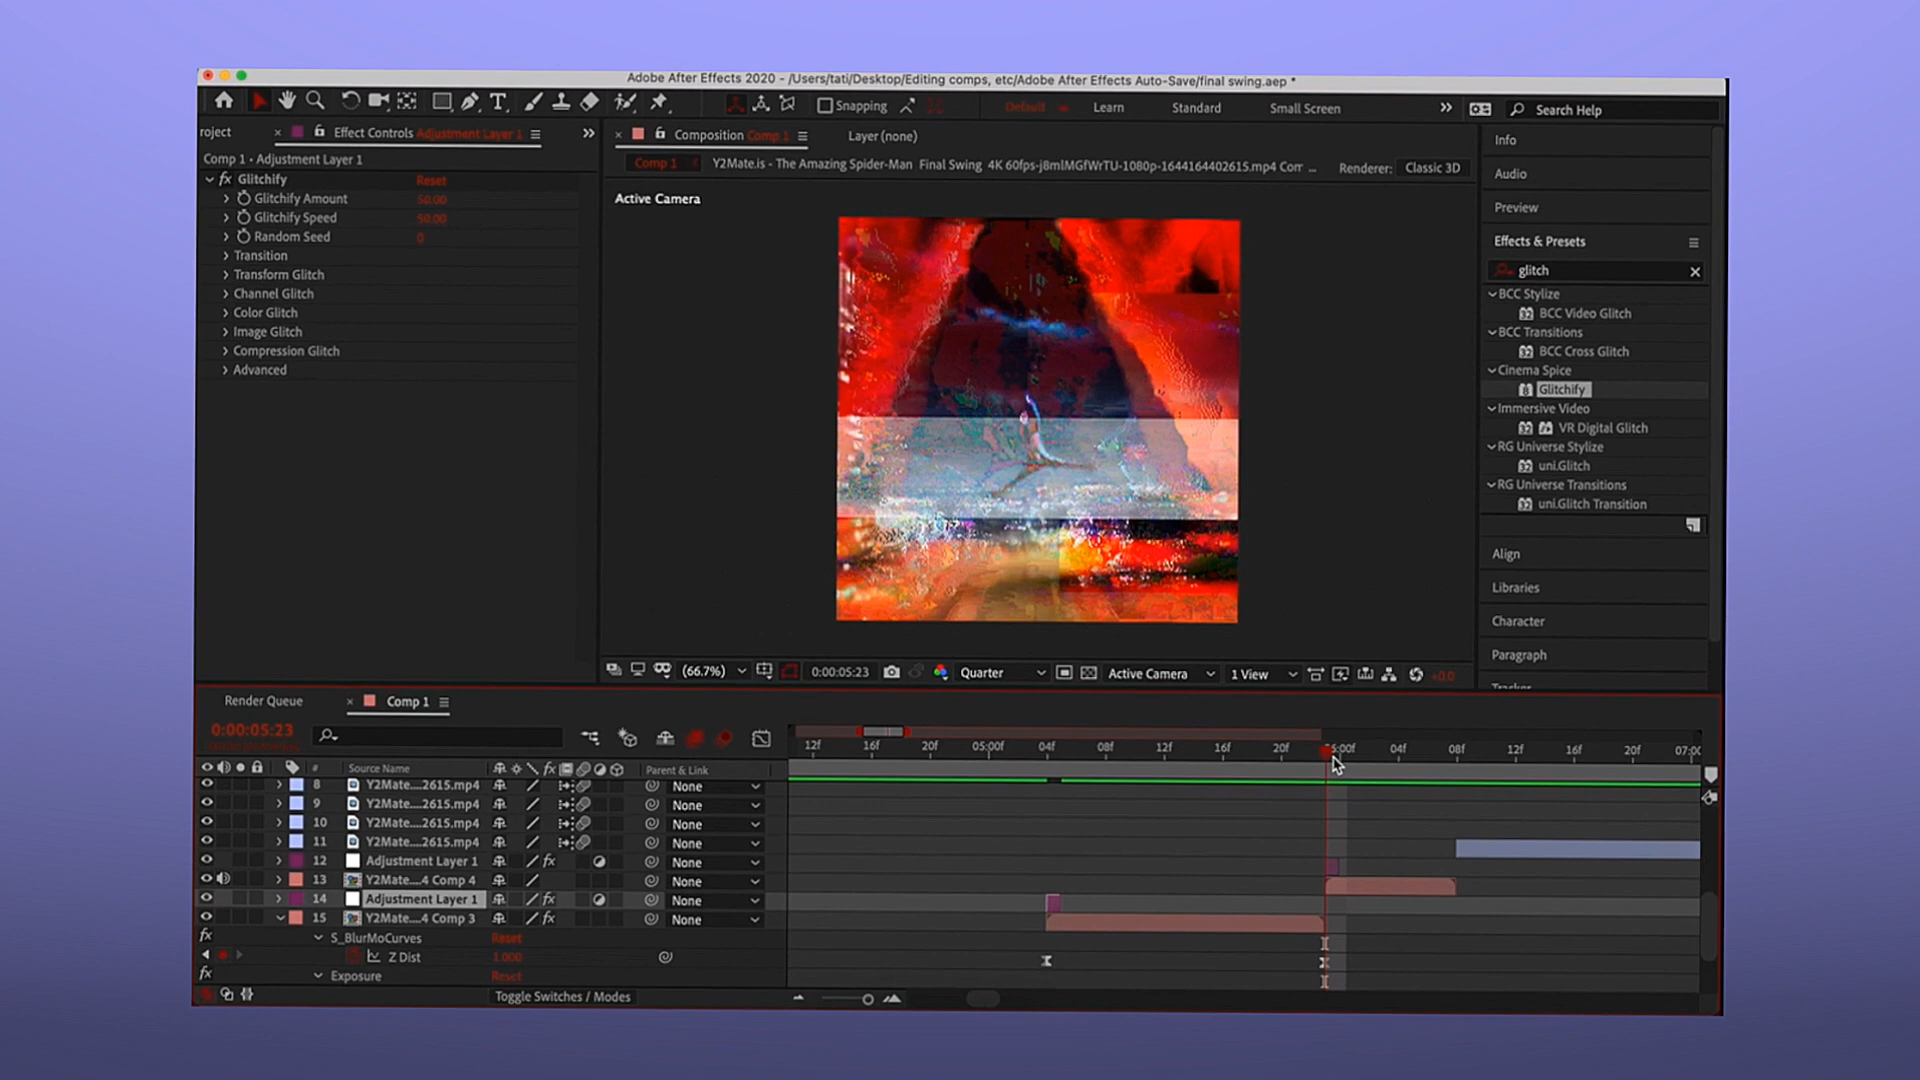 Adobe After Effects 2020 - /Users/tati/Desktop/Editing comps, etc/Adobe After Effects Auto-Save/final swing.aep *
Snapping
Default
Learn
Standard
Small Screen
Search Help
roject
Effect Controls Adjustment Layer 1
Composition Comp 1
Layer (none)
Info
Comp 1 • Adjustment Layer 1
Comp 1
Y2Mate.is - The Amazing Spider-Man Final Swing 4K 60fps-j8mlMGfWrTU-1080p-1644164402615.mp4 Com ...
Renderer:
Classic 3D
Audio
fx Glitchify
Reset
Glitchify Amount
50.00
Glitchify Speed
50.00
Random Seed
0
Transition
Transform Glitch
Channel Glitch
Color Glitch
Image Glitch
Compression Glitch
Advanced
Active Camera
Preview
Effects & Presets
glitch
BCC Stylize
BCC Video Glitch
BCC Transitions
BCC Cross Glitch
Cinema Spice
Glitchify
Immersive Video
VR Digital Glitch
RG Universe Stylize
uni.Glitch
RG Universe Transitions
uni.Glitch Transition
Align
Libraries
Character
Paragraph
Tracker
(66.7%)
0:00:05:23
Quarter
Active Camera
1 View
+0.0
Render Queue
Comp 1
0:00:05:23
12f
16f
20f
05:00f
04f
08f
12f
16f
20f
06:00f
04f
08f
12f
16f
20f
07:00
#
Source Name
fx
Parent & Link
8 Y2Mate....2615.mp4 None
9 Y2Mate....2615.mp4 None
10 Y2Mate....2615.mp4 None
11 Y2Mate....2615.mp4 None
12 Adjustment Layer 1 fx None
13 Y2Mate....4 Comp 4 None
14 Adjustment Layer 1 fx None
15 Y2Mate....4 Comp 3 fx None
fx S_BlurMoCurves Reset
Z Dist 1.000
fx Exposure Reset
Toggle Switches / Modes